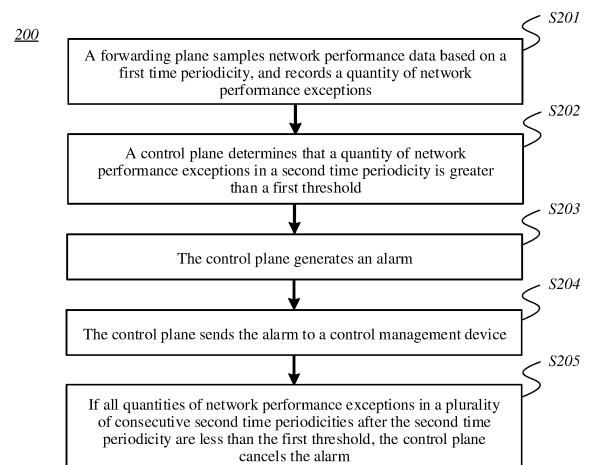 200
S201
A forwarding plane samples network performance data based on a
first time periodicity, and records a quantity of network
performance exceptions
S202
A control plane determines that a quantity of network
performance exceptions in a second time periodicity is greater
than a first threshold
S203
The control plane generates an alarm
S204
The control plane sends the alarm to a control management device
S205
If all quantities of network performance exceptions in a plurality
of consecutive second time periodicities after the second time
periodicity are less than the first threshold, the control plane
cancels the alarm